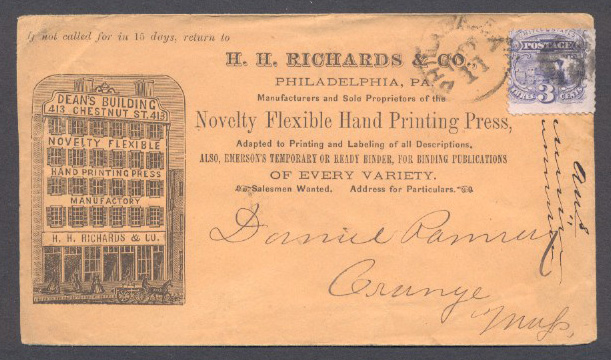 If not called for in 15 days, return to
H. H. RICHARDS & CO.
PHILADELPHIA, PA.
Manufacturers and Sole Proprietors of the
Novelty Flexible Hand Printing Press,
Adapted to Printing and Labeling of all Descriptions,
ALSO, EMERSON'S TEMPORARY OR READY BINDER, FOR BINDING PUBLICATIONS
OF EVERY VARIETY.
Salesmen Wanted. Address for Particulars.
DEAN'S BUILDING
413 CHESTNUT ST. 413
NOVELTY FLEXIBLE
HAND PRINTING PRESS
MANUFACTORY
H. H. RICHARDS & CO.
PHILADELPHIA
POSTAGE
THREE 3 CENTS
Daniel
Orange
Mass
Ans